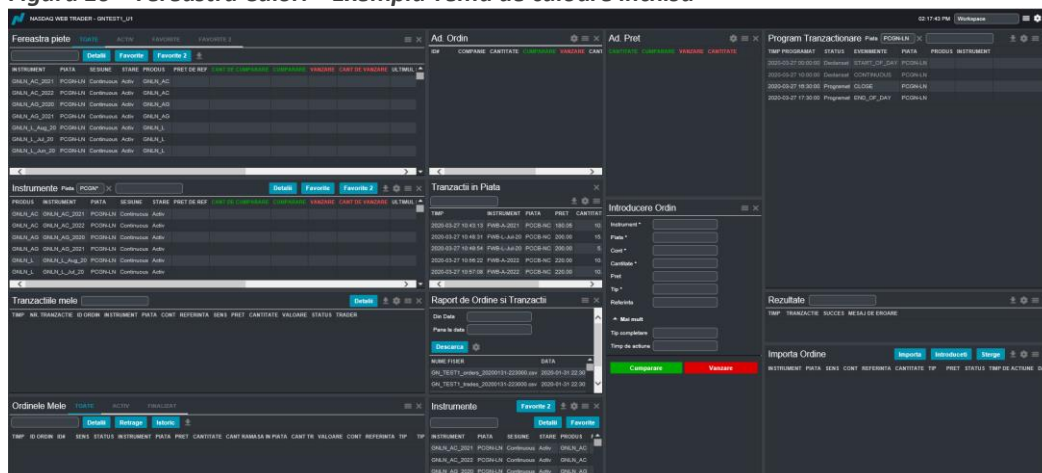 NASDAQ WEB TRADER - GNTEST1_U1
02:17:43 PM Workspace
Fereastra piete TOATE ACTIV FAVORITE FAVORITE 2
Detalii Favorite Favorite 2
INSTRUMENT PIATA SESIUNE STARE PRODUS PRET DE REF CANT DE CUMPARARE CUMPARARE VANZARE CANT DE VANZARE ULTIMUL
GNLN_AC_2021 PCGN-LN Continuous Activ GNLN_AC
GNLN_AC_2022 PCGN-LN Continuous Activ GNLN_AC
GNLN_AG_2020 PCGN-LN Continuous Activ GNLN_AG
GNLN_AG_2021 PCGN-LN Continuous Activ GNLN_AG
GNLN_L_Aug_20 PCGN-LN Continuous Activ GNLN_L
GNLN_L_Jul_20 PCGN-LN Continuous Activ GNLN_L
GNLN_L_Jun_20 PCGN-LN Continuous Activ GNLN_L
Instrumente Piata PCGN* Detalii Favorite Favorite 2
PRODUS INSTRUMENT PIATA SESIUNE STARE PRET DE REF CANT DE CUMPARARE CUMPARARE VANZARE CANT DE VANZARE ULTIMUL
GNLN_AC GNLN_AC_2021 PCGN-LN Continuous Activ
GNLN_AC GNLN_AC_2022 PCGN-LN Continuous Activ
GNLN_AG GNLN_AG_2020 PCGN-LN Continuous Activ
GNLN_AG GNLN_AG_2021 PCGN-LN Continuous Activ
GNLN_L GNLN_L_Aug_20 PCGN-LN Continuous Activ
GNLN_L GNLN_L_Jul_20 PCGN-LN Continuous Activ
Tranzactiile mele Detalii
TIMP NR. TRANZACTIE ID ORDIN INSTRUMENT PIATA CONT REFERINTA SENS PRET CANTITATE VALOARE STATUS TRADER
Ordinele Mele TOATE ACTIV FINALIZAT
Detalii Retrage Istoric
TIMP ID ORDIN ID# SENS STATUS INSTRUMENT PIATA PRET CANTITATE CANT RAMASA IN PIATA CANT TR VALOARE CONT REFERINTA TIP
Ad. Ordin
ID# COMPANIE CANTITATE CUMPARARE VANZARE CANT
Tranzactii in Piata
TIMP INSTRUMENT PIATA PRET CANTITAT
2020-03-27 10:43:13 FWB-A-2021 PCCB-NC 180.00 10.
2020-03-27 10:46:31 FWB-L-Jul-20 PCCB-NC 200.00 15.
2020-03-27 10:46:54 FWB-L-Jul-20 PCCB-NC 200.00 5.
2020-03-27 10:56:22 FWB-A-2022 PCCB-NC 220.00 10.
2020-03-27 10:57:08 FWB-A-2022 PCCB-NC 220.00 10.
Raport de Ordine si Tranzactii
Din Data
Pana la data
Descarca
NUME FISIER DATA
GN_TEST1_orders_20200131-223000.csv 2020-01-31 22:30
GN_TEST1_trades_20200131-223000.csv 2020-01-31 22:30
Instrumente Favorite 2
Detalii Favorite
INSTRUMENT PIATA SESIUNE STARE PRODUS
GNLN_AC_2021 PCGN-LN Continuous Activ GNLN_AC
GNLN_AC_2022 PCGN-LN Continuous Activ GNLN_AC
GNLN_AG_2020 PCGN-LN Continuous Activ GNLN_AG
Ad. Pret
CANTITATE CUMPARARE VANZARE CANTITATE
Introducere Ordin
Instrument *
Piata *
Cont *
Cantitate *
Pret
Tip *
Referinta
Mai mult
Tip completare
Timp de actiune
Cumparare Vanzare
Program Tranzactionare Piata PCGN-LN
TIMP PROGRAMAT STATUS EVENIMENTE PIATA PRODUS INSTRUMENT
2020-03-27 00:00:00 Declansat START_OF_DAY PCGN-LN
2020-03-27 10:00:00 Declansat CONTINUOUS PCGN-LN
2020-03-27 16:30:00 Programat CLOSE PCGN-LN
2020-03-27 17:30:00 Programat END_OF_DAY PCGN-LN
Rezultate
TIMP TRANZACTIE SUCCES MESAJ DE EROARE
Importa Ordine Importa Introduceti Sterge
INSTRUMENT PIATA SENS CONT REFERINTA CANTITATE TIP PRET STATUS TIMP DE ACTIUNE